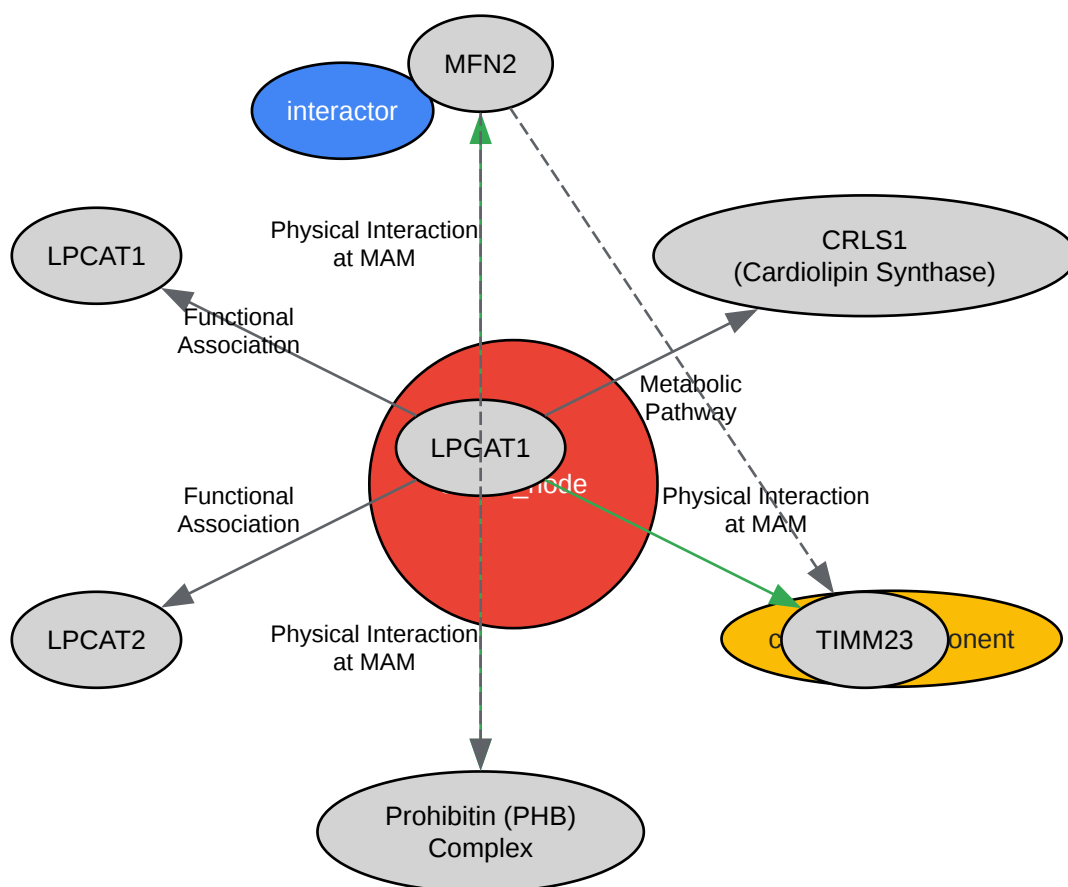 MFN2
interactor
Physical Interaction
at MAM
LPCAT1
CRLS1
(Cardiolipin Synthase)
Functional
Association
Metabolic
Pathway
LPGAT1
Functional
Association
Physical Interaction
at MAM
Physical Interaction
at MAM
LPCAT2
TIMM23
Prohibitin (PHB)
Complex